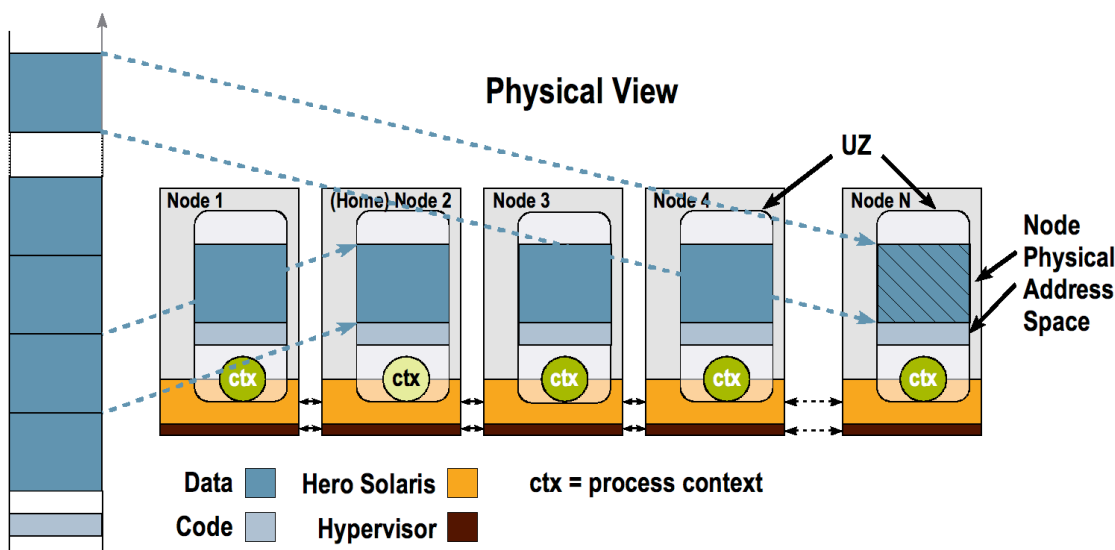 Physical View
UZ
Node 1
(Home) Node 2
Node 3
Node 4
Node N
Node
Physical
Address
Space
ctx
ctx
ctx
ctx
ctx
Data
Hero Solaris
ctx = process context
Code
Hypervisor